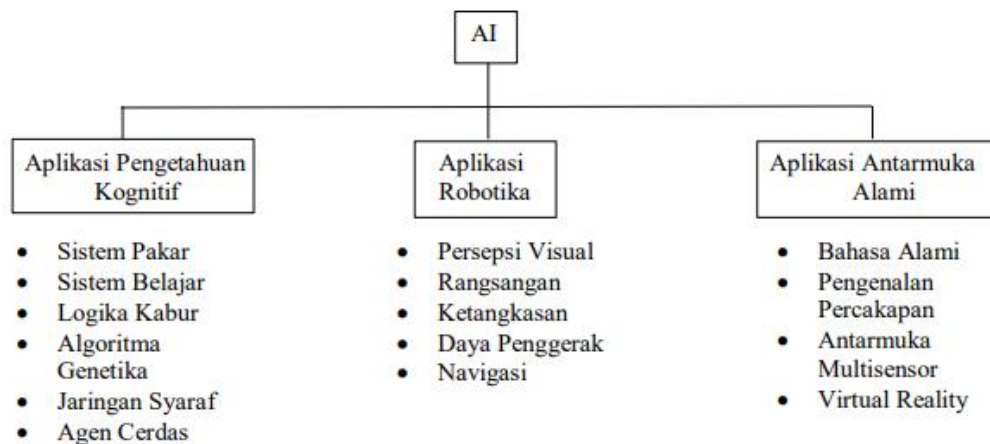 AI
Aplikasi Pengetahuan
Kognitif
• Sistem Pakar
• Sistem Belajar
• Logika Kabur
• Algoritma
Genetika
• Jaringan Syaraf
• Agen Cerdas
Aplikasi
Robotika
• Persepsi Visual
• Rangsangan
• Ketangkasan
• Daya Penggerak
• Navigasi
Aplikasi Antarmuka
Alami
• Bahasa Alami
• Pengenalan
Percakapan
• Antarmuka
Multisensor
• Virtual Reality